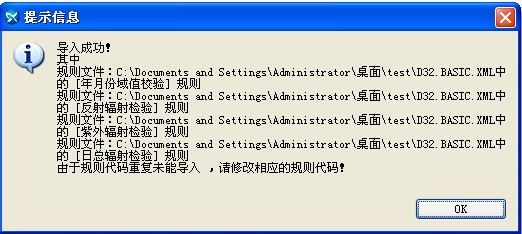 提示信息
导入成功!
其中
规则文件：C:\Documents and Settings\Administrator\桌面\test\D32.BASIC.XML中
的 [年月份域值校验] 规则
规则文件：C:\Documents and Settings\Administrator\桌面\test\D32.BASIC.XML中
的 [反射辐射检验] 规则
规则文件：C:\Documents and Settings\Administrator\桌面\test\D32.BASIC.XML中
的 [紫外辐射检验] 规则
规则文件：C:\Documents and Settings\Administrator\桌面\test\D32.BASIC.XML中
的 [日总辐射检验] 规则
由于规则代码重复未能导入 ，请修改相应的规则代码!
OK